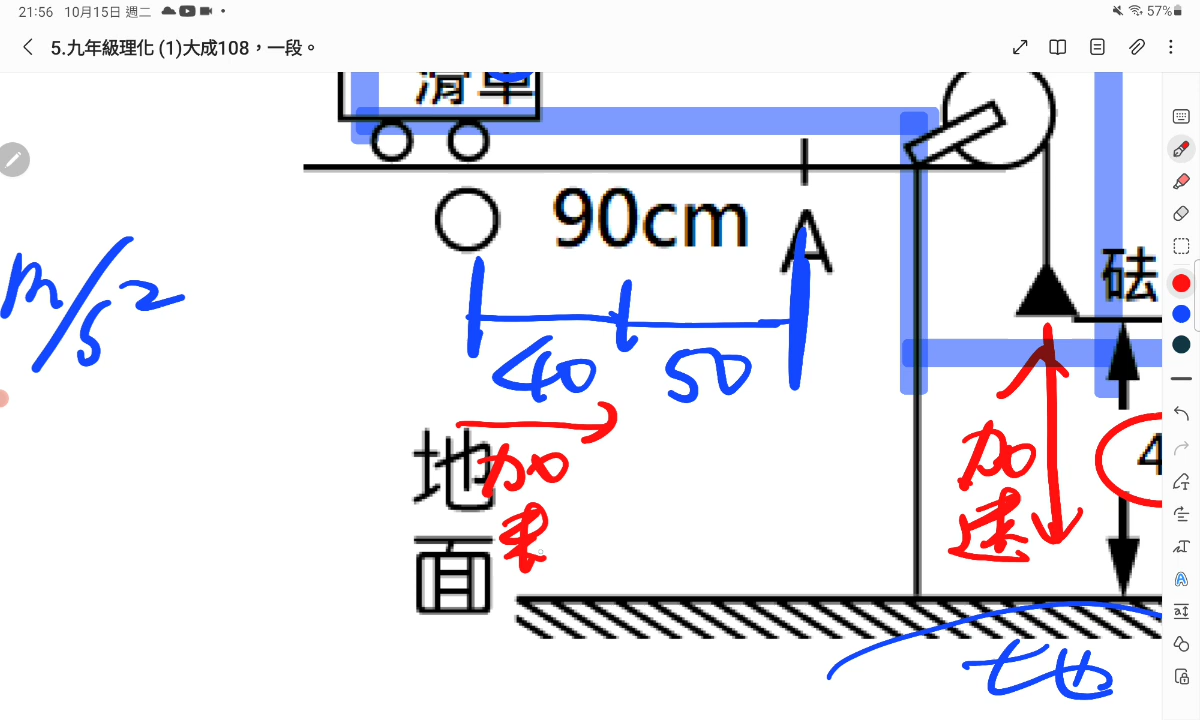 21:56 10月15日 週二 57%
5.九年級理化 (1)大成108，一段。
滑車
90cm
A
砝
m/s2
40 50
4
地
面
加
加
速
地